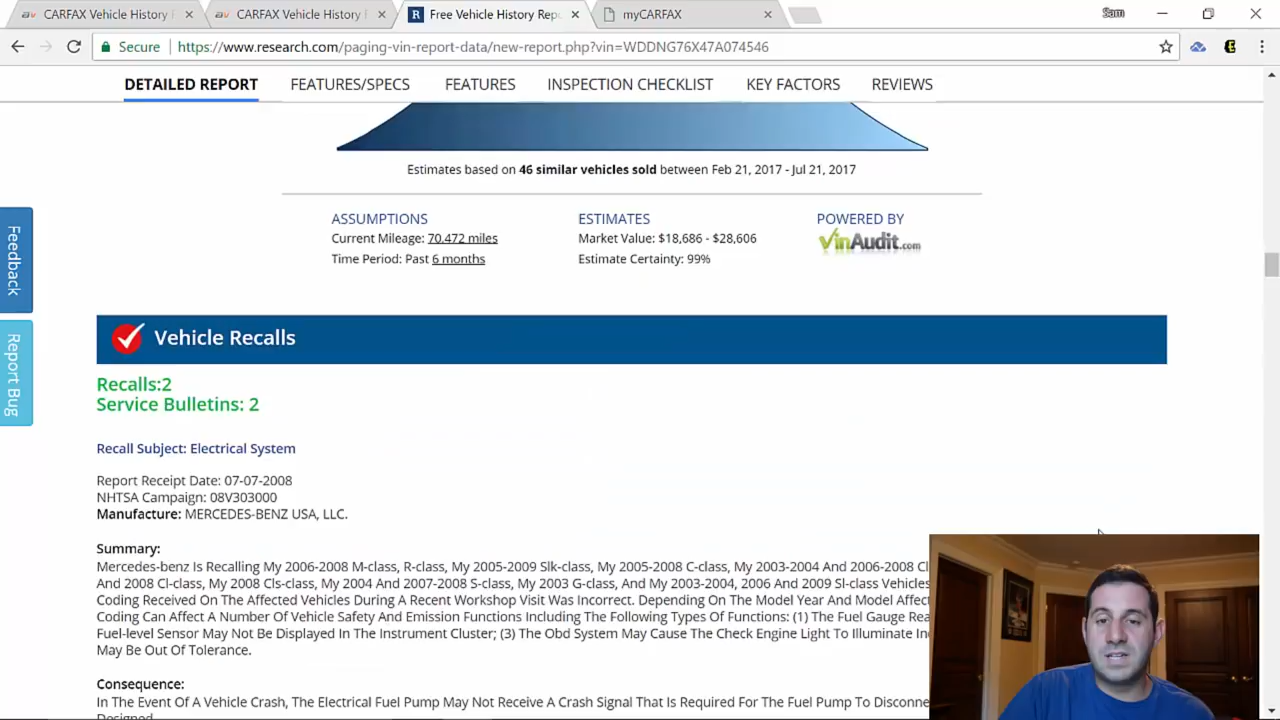 CARFAX Vehicle History R
CARFAX Vehicle History R
Free Vehicle History Repo
myCARFAX
Sam
Secure
https://www.research.com/paging-vin-report-data/new-report.php?vin=WDDNG76X47A074546
DETAILED REPORT
FEATURES/SPECS
FEATURES
INSPECTION CHECKLIST
KEY FACTORS
REVIEWS
Estimates based on 46 similar vehicles sold between Feb 21, 2017 - Jul 21, 2017
ASSUMPTIONS
Current Mileage: 70,472 miles
Time Period: Past 6 months
ESTIMATES
Market Value: $18,686 - $28,606
Estimate Certainty: 99%
POWERED BY
VinAudit.com
Feedback
Report Bug
Vehicle Recalls
Recalls:2
Service Bulletins: 2
Recall Subject: Electrical System
Report Receipt Date: 07-07-2008
NHTSA Campaign: 08V303000
Manufacture: MERCEDES-BENZ USA, LLC.
Summary:
Mercedes-benz Is Recalling My 2006-2008 M-class, R-class, My 2005-2009 Slk-class, My 2005-2008 C-class, My 2003-2004 And 2006-2008 Cl
And 2008 Cl-class, My 2008 Cls-class, My 2004 And 2007-2008 S-class, My 2003 G-class, And My 2003-2004, 2006 And 2009 Sl-class Vehicles
Coding Received On The Affected Vehicles During A Recent Workshop Visit Was Incorrect. Depending On The Model Year And Model Affect
Coding Can Affect A Number Of Vehicle Safety And Emission Functions Including The Following Types Of Functions: (1) The Fuel Gauge Rea
Fuel-level Sensor May Not Be Displayed In The Instrument Cluster; (3) The Obd System May Cause The Check Engine Light To Illuminate In
May Be Out Of Tolerance.
Consequence:
In The Event Of A Vehicle Crash, The Electrical Fuel Pump May Not Receive A Crash Signal That Is Required For The Fuel Pump To Disconne
Designed